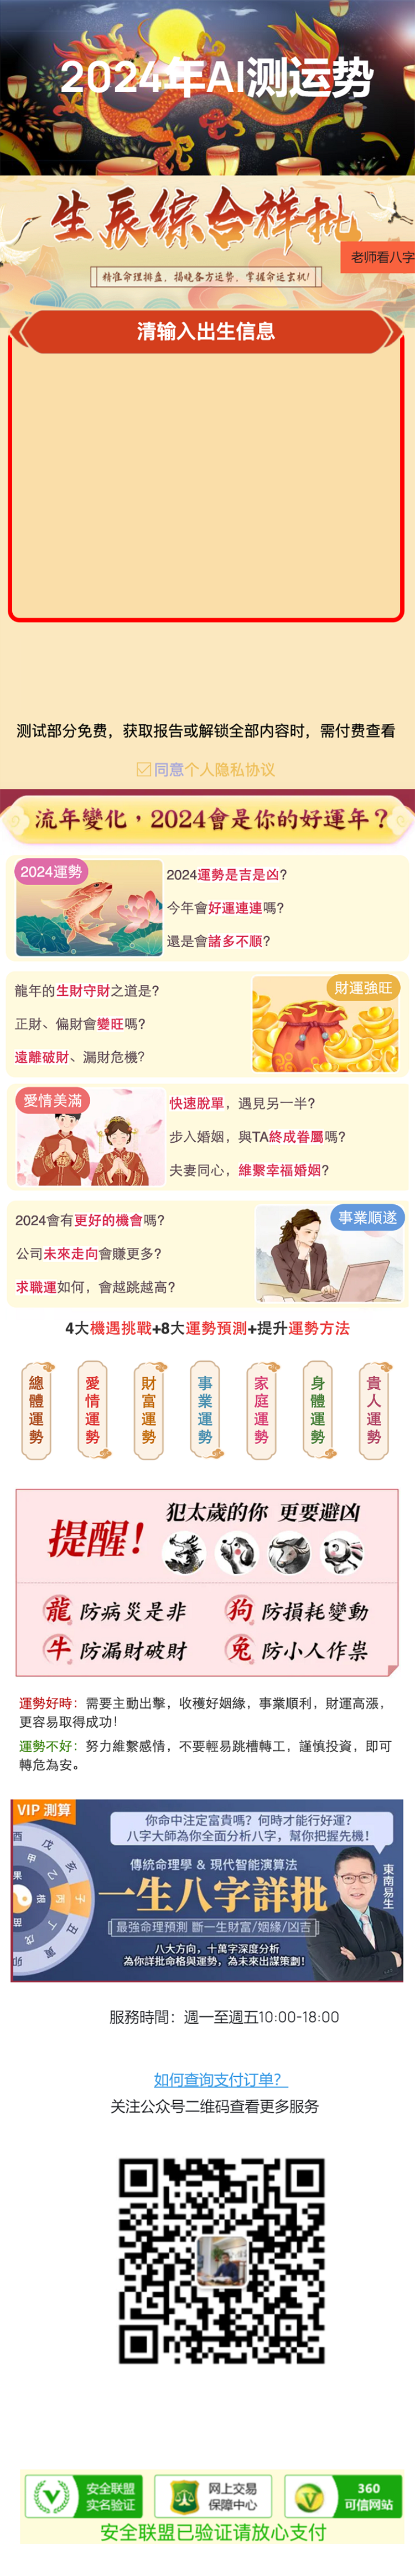 2024年AI测运势
生辰綜合祥批
精准命理排盘，揭晓各方运势，掌握命运玄机!
老师看八字
清输入出生信息
测试部分免费，获取报告或解锁全部内容时，需付费查看
同意个人隐私协议
流年變化，2024會是你的好運年？
2024運勢
2024運勢是吉是凶?
今年會好運連連嗎?
還是會諸多不順?
龍年的生財守財之道是?
財運強旺
正財、偏財會變旺嗎?
遠離破財、漏財危機?
愛情美滿
快速脫單，遇見另一半?
步入婚姻，與TA終成眷屬嗎?
夫妻同心，維繫幸福婚姻?
2024會有更好的機會嗎?
事業順遂
公司未來走向會賺更多?
求職運如何，會越跳越高?
4大機遇挑戰+8大運勢預測+提升運勢方法
總體運勢
愛情運勢
財富運勢
事業運勢
家庭運勢
身體運勢
貴人運勢
提醒!
犯太歲的你 更要避凶
龍 防病災是非
狗 防損耗變動
牛 防漏財破財
兔 防小人作祟
運勢好時：需要主動出擊，收穫好姻緣，事業順利，財運高漲，
更容易取得成功!
運勢不好：努力維繫感情，不要輕易跳槽轉工，謹慎投資，即可
轉危為安。
VIP 測算
你命中注定富貴嗎? 何時才能行好運?
八字大師為你全面分析八字，幫你把握先機!
傳統命理學 & 現代智能演算法
東南易生
一生八字詳批
最強命理預測 斷一生財富/姻緣/凶吉
八大方向，十萬字深度分析
為你詳批命格與運勢，為未來出謀策劃!
酉
戊
亥
子
丑
寅
卯
甲
乙
丙
丁
戊
服務時間：週一至週五10:00-18:00
如何查询支付订单?
关注公众号二维码查看更多服务
安全联盟
实名验证
网上交易
保障中心
360
可信网站
安全联盟已验证请放心支付